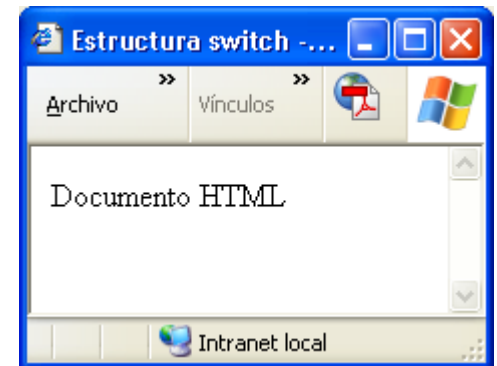 Estructura switch -...
Archivo » Vínculos »
Documento HTML
Intranet local